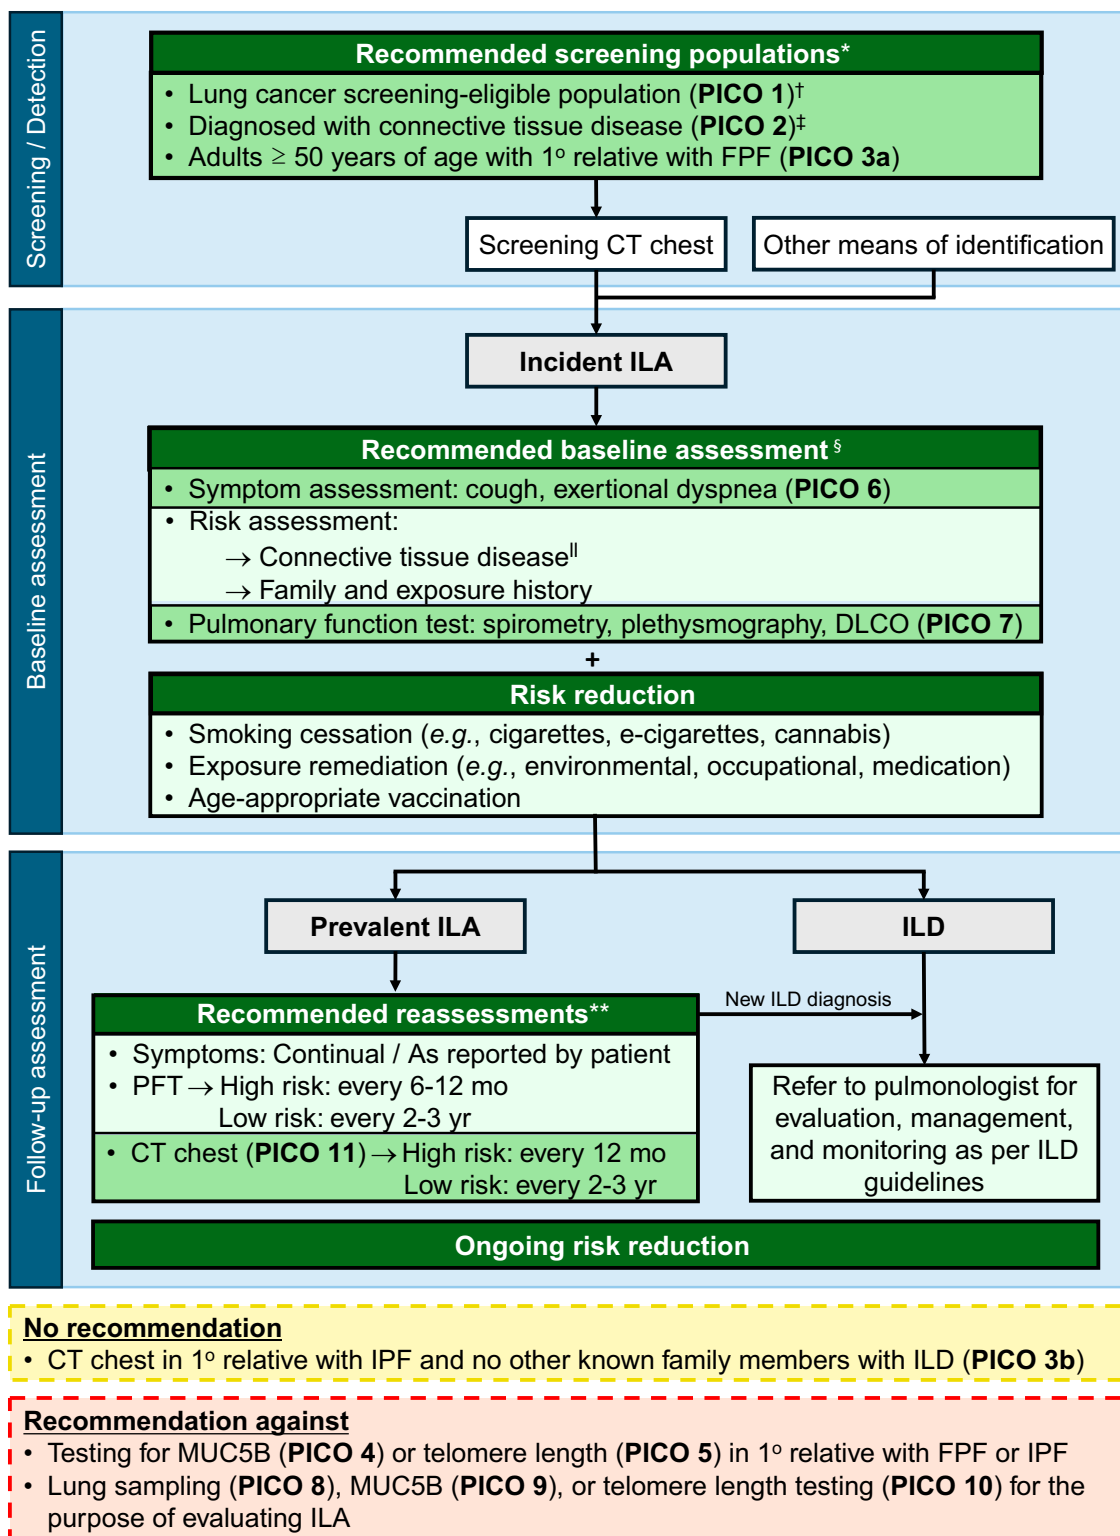 Screening / Detection
Recommended screening populations*
• Lung cancer screening-eligible population (PICO 1)†
• Diagnosed with connective tissue disease (PICO 2)‡
• Adults ≥ 50 years of age with 1º relative with FPF (PICO 3a)
Screening CT chest
Other means of identification
Baseline assessment
Incident ILA
Recommended baseline assessment §
• Symptom assessment: cough, exertional dyspnea (PICO 6)
• Risk assessment:
→ Connective tissue disease||
→ Family and exposure history
• Pulmonary function test: spirometry, plethysmography, DLCO (PICO 7)
+
Risk reduction
• Smoking cessation (e.g., cigarettes, e-cigarettes, cannabis)
• Exposure remediation (e.g., environmental, occupational, medication)
• Age-appropriate vaccination
Follow-up assessment
Prevalent ILA
ILD
Recommended reassessments**
• Symptoms: Continual / As reported by patient
• PFT → High risk: every 6-12 mo
Low risk: every 2-3 yr
• CT chest (PICO 11) → High risk: every 12 mo
Low risk: every 2-3 yr
New ILD diagnosis
Refer to pulmonologist for
evaluation, management,
and monitoring as per ILD
guidelines
Ongoing risk reduction
No recommendation
• CT chest in 1º relative with IPF and no other known family members with ILD (PICO 3b)
Recommendation against
• Testing for MUC5B (PICO 4) or telomere length (PICO 5) in 1º relative with FPF or IPF
• Lung sampling (PICO 8), MUC5B (PICO 9), or telomere length testing (PICO 10) for the
purpose of evaluating ILA